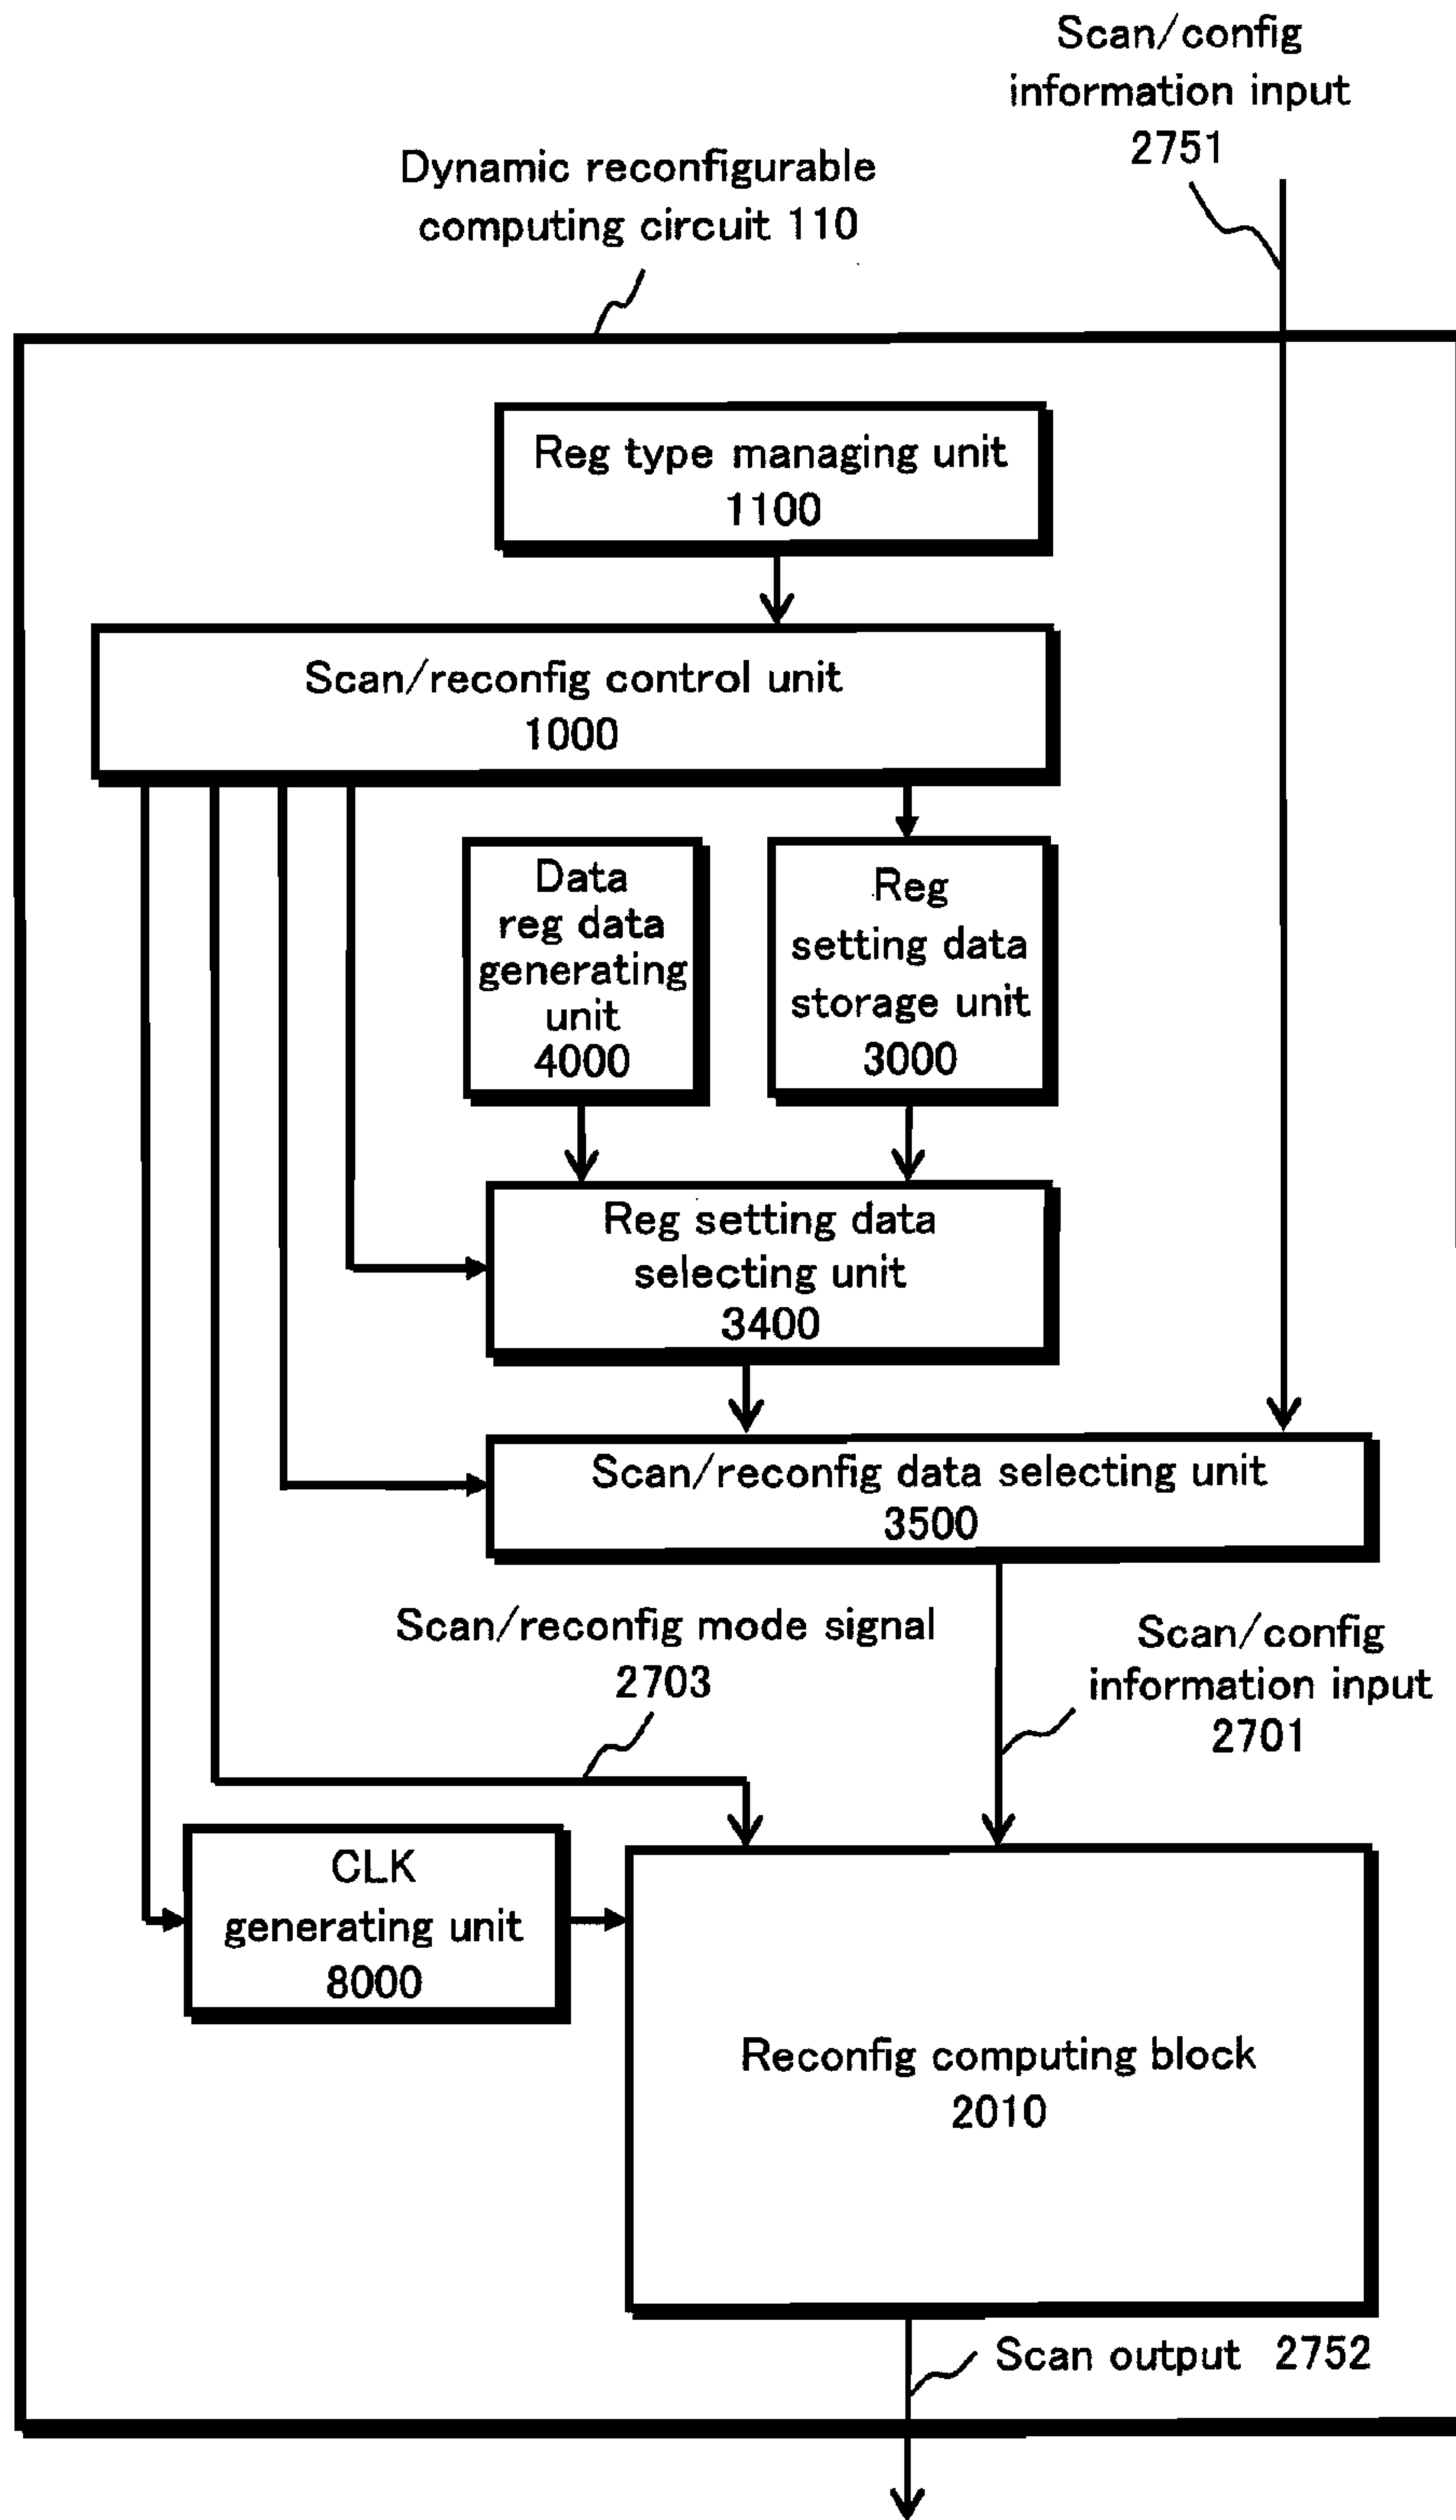 Scan/config
information input
2751
Dynamic reconfigurable
computing circuit 110
Reg type managing unit
1100
Scan/reconfig control unit
1000
Data
reg data
generating
unit
4000
Reg
setting data
storage unit
3000
Reg setting data
selecting unit
3400
Scan/reconfig data selecting unit
3500
Scan/reconfig mode signal
2703
Scan/config
information input
2701
CLK
generating unit
8000
Reconfig computing block
2010
Scan output 2752